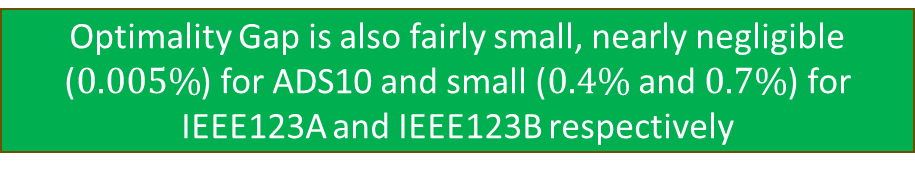 Optimality Gap is also fairly small, nearly negligible
(0.005%) for ADS10 and small (0.4% and 0.7%) for
IEEE123A and IEEE123B respectively